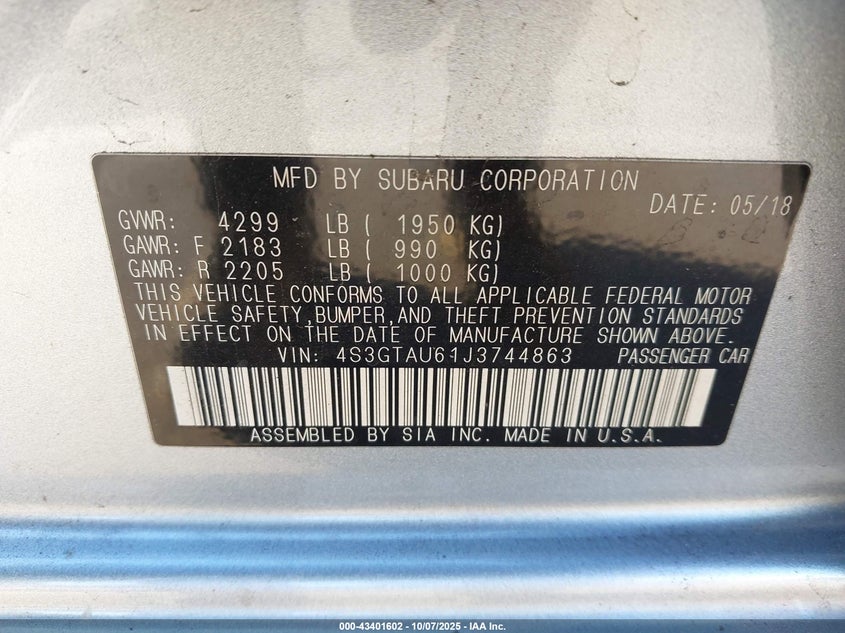 MFD BY SUBARU CORPORATION
DATE: 05/18
GVWR: 4299 LB ( 1950 KG)
GAWR: F 2183 LB ( 990 KG)
GAWR: R 2205 LB ( 1000 KG)
THIS VEHICLE CONFORMS TO ALL APPLICABLE FEDERAL MOTOR
VEHICLE SAFETY,BUMPER,AND THEFT PREVENTION STANDARDS
IN EFFECT ON THE DATE OF MANUFACTURE SHOWN ABOVE.
VIN: 4S3GTAU61J3744863 PASSENGER CAR
ASSEMBLED BY SIA INC. MADE IN U.S.A.
000-43401602 - 10/07/2025 - IAA Inc.